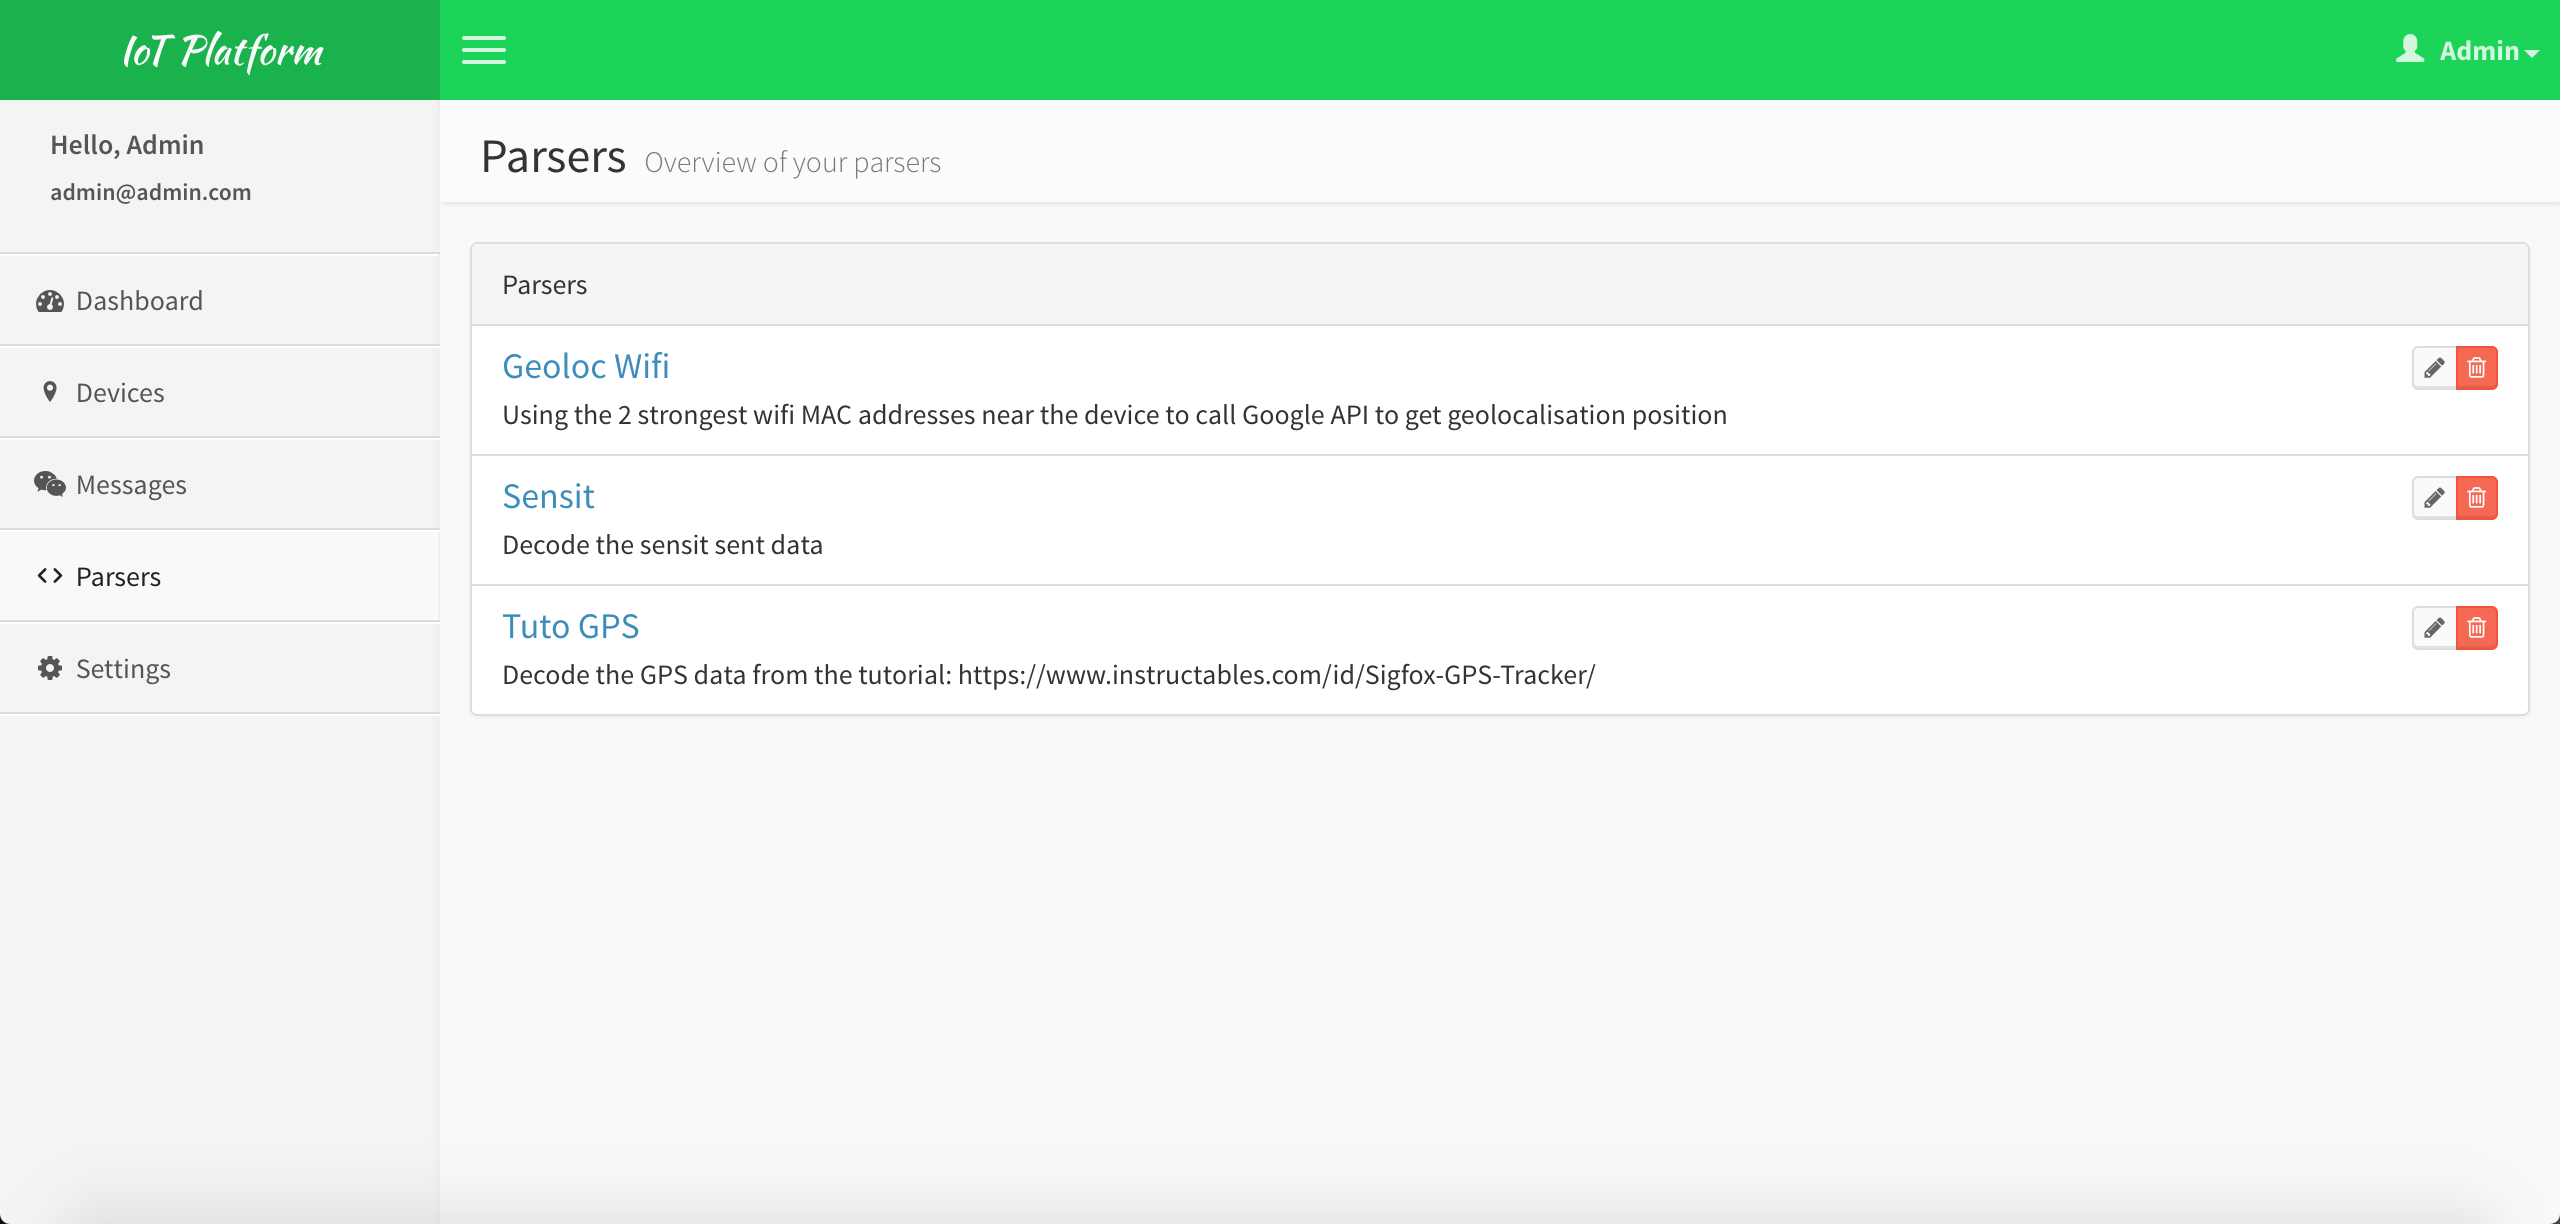 IoT Platform
Admin
Hello, Admin
admin@admin.com
Dashboard
Devices
Messages
Parsers
Settings
Parsers Overview of your parsers
Parsers
Geoloc Wifi
Using the 2 strongest wifi MAC addresses near the device to call Google API to get geolocalisation position
Sensit
Decode the sensit sent data
Tuto GPS
Decode the GPS data from the tutorial: https://www.instructables.com/id/Sigfox-GPS-Tracker/